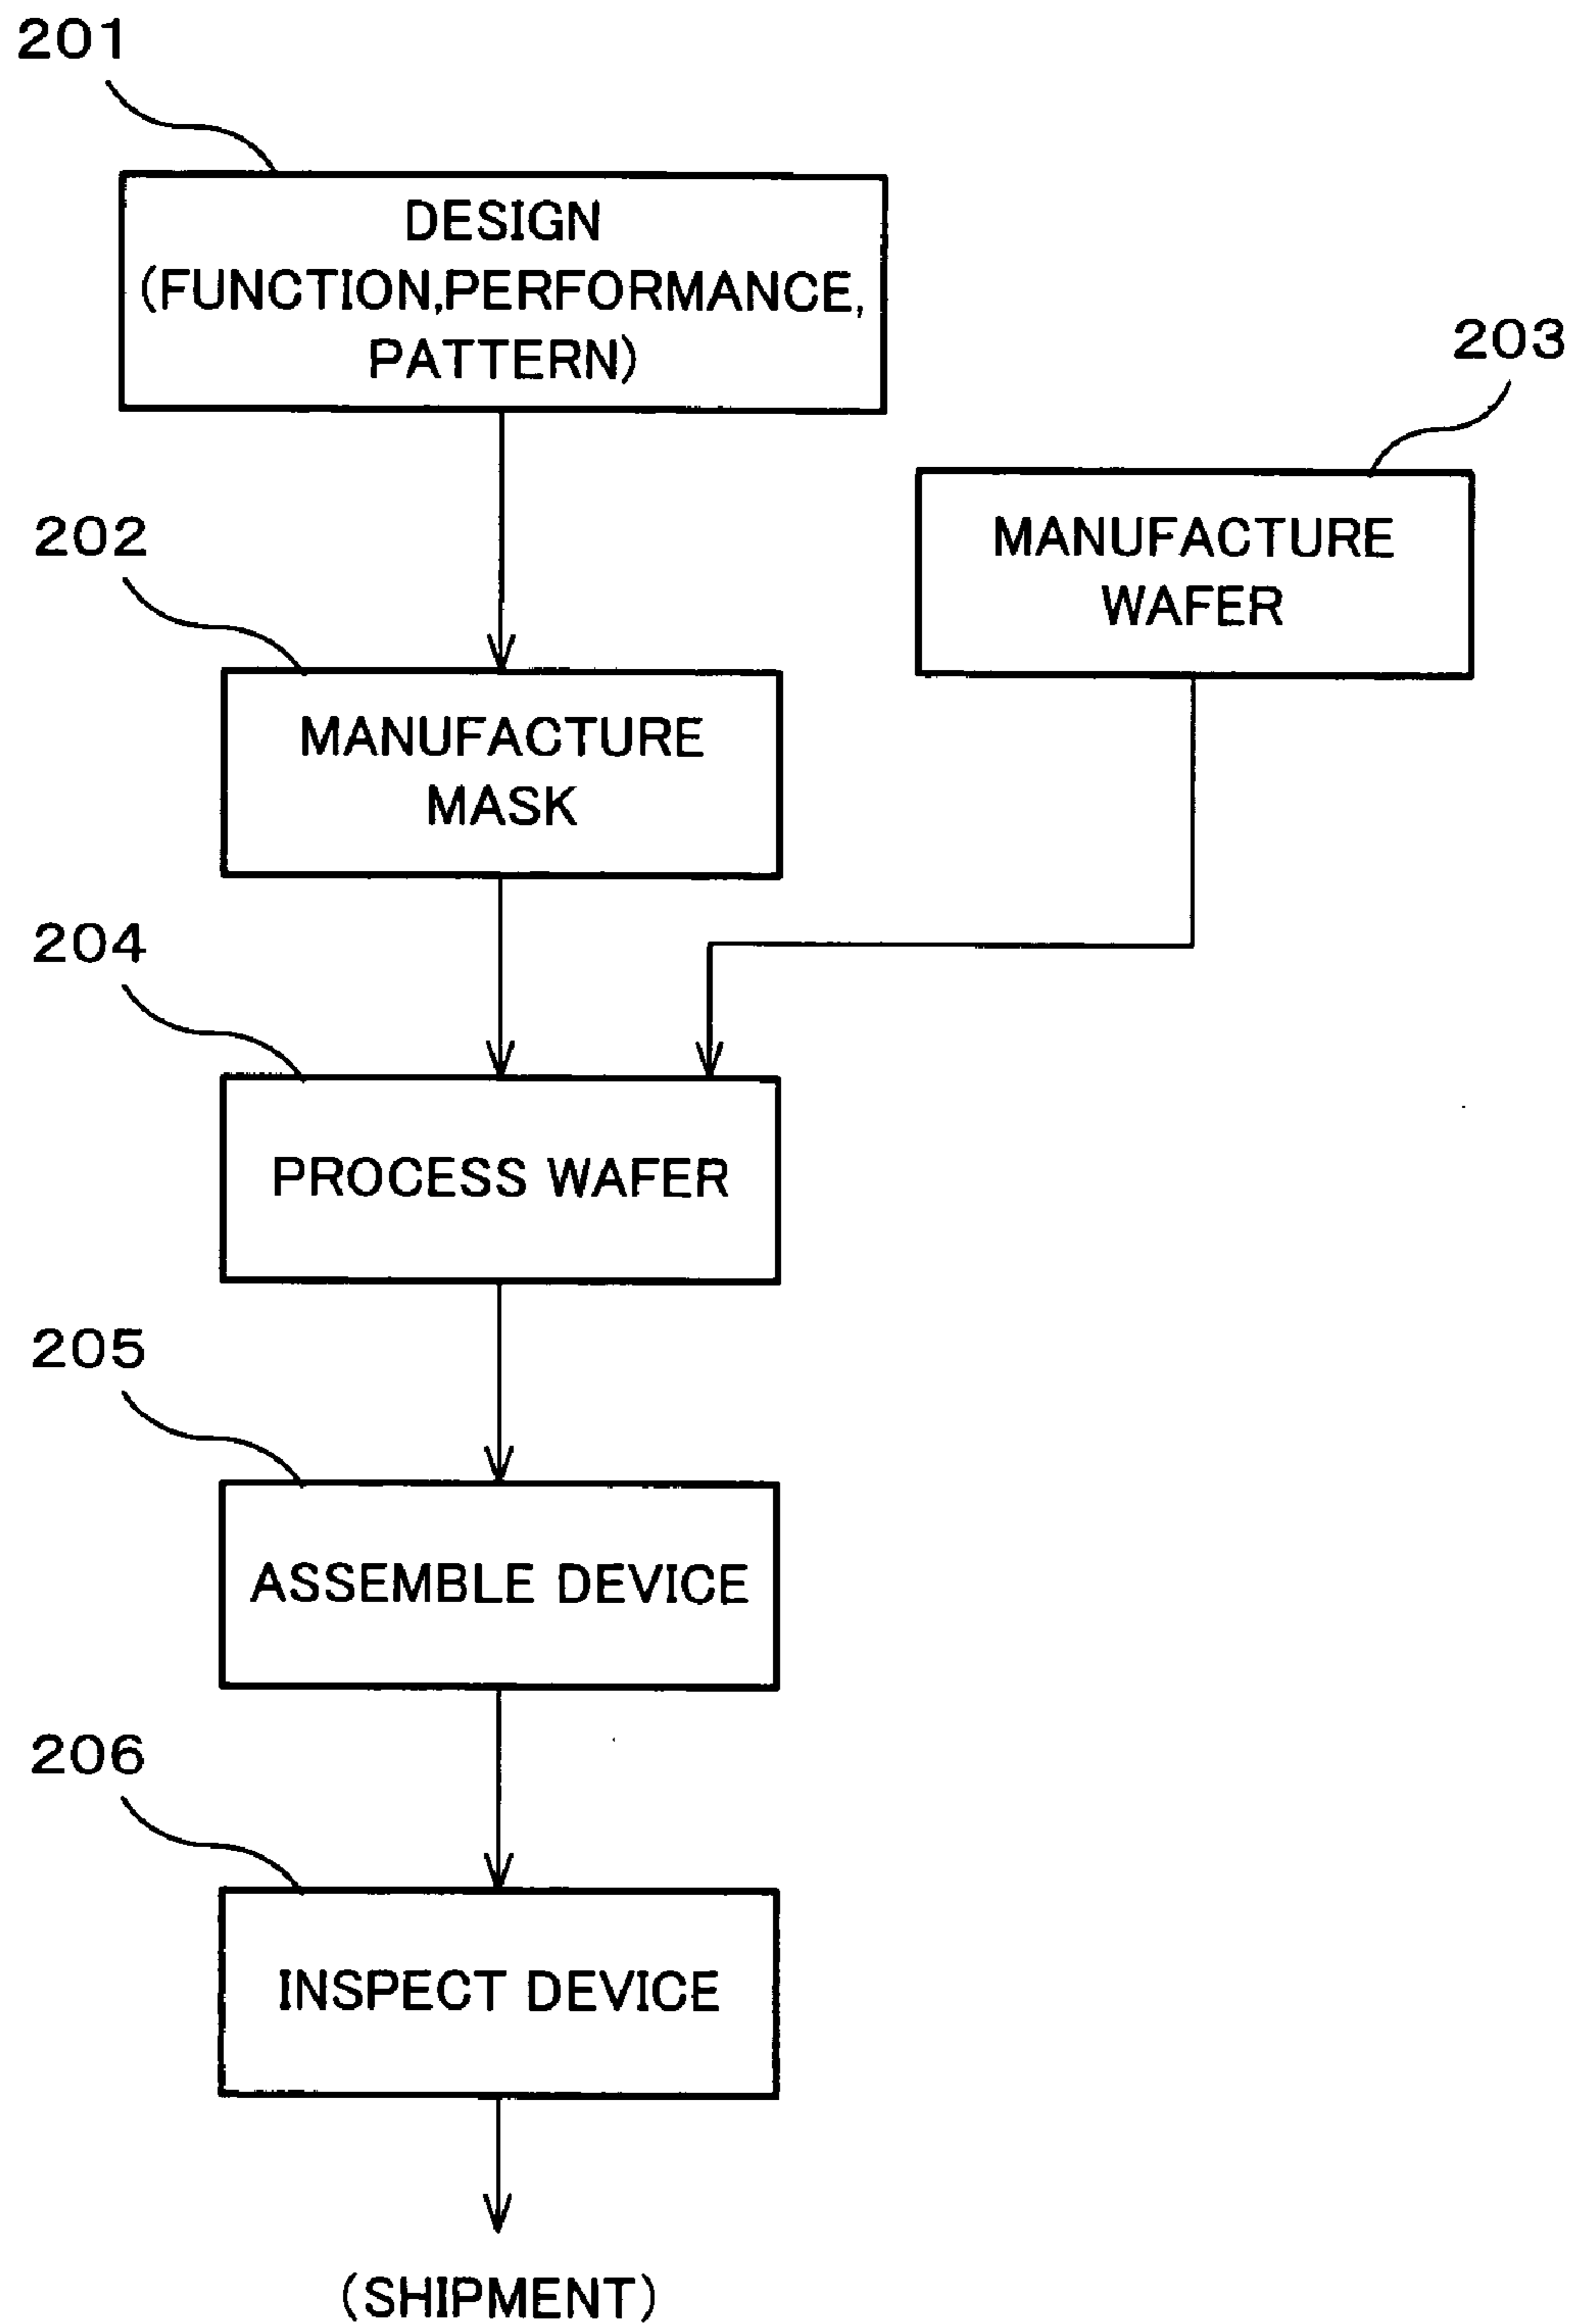 201
DESIGN
(FUNCTION,PERFORMANCE,
PATTERN)
203
MANUFACTURE
WAFER
202
MANUFACTURE
MASK
204
PROCESS WAFER
205
ASSEMBLE DEVICE
206
INSPECT DEVICE
(SHIPMENT)